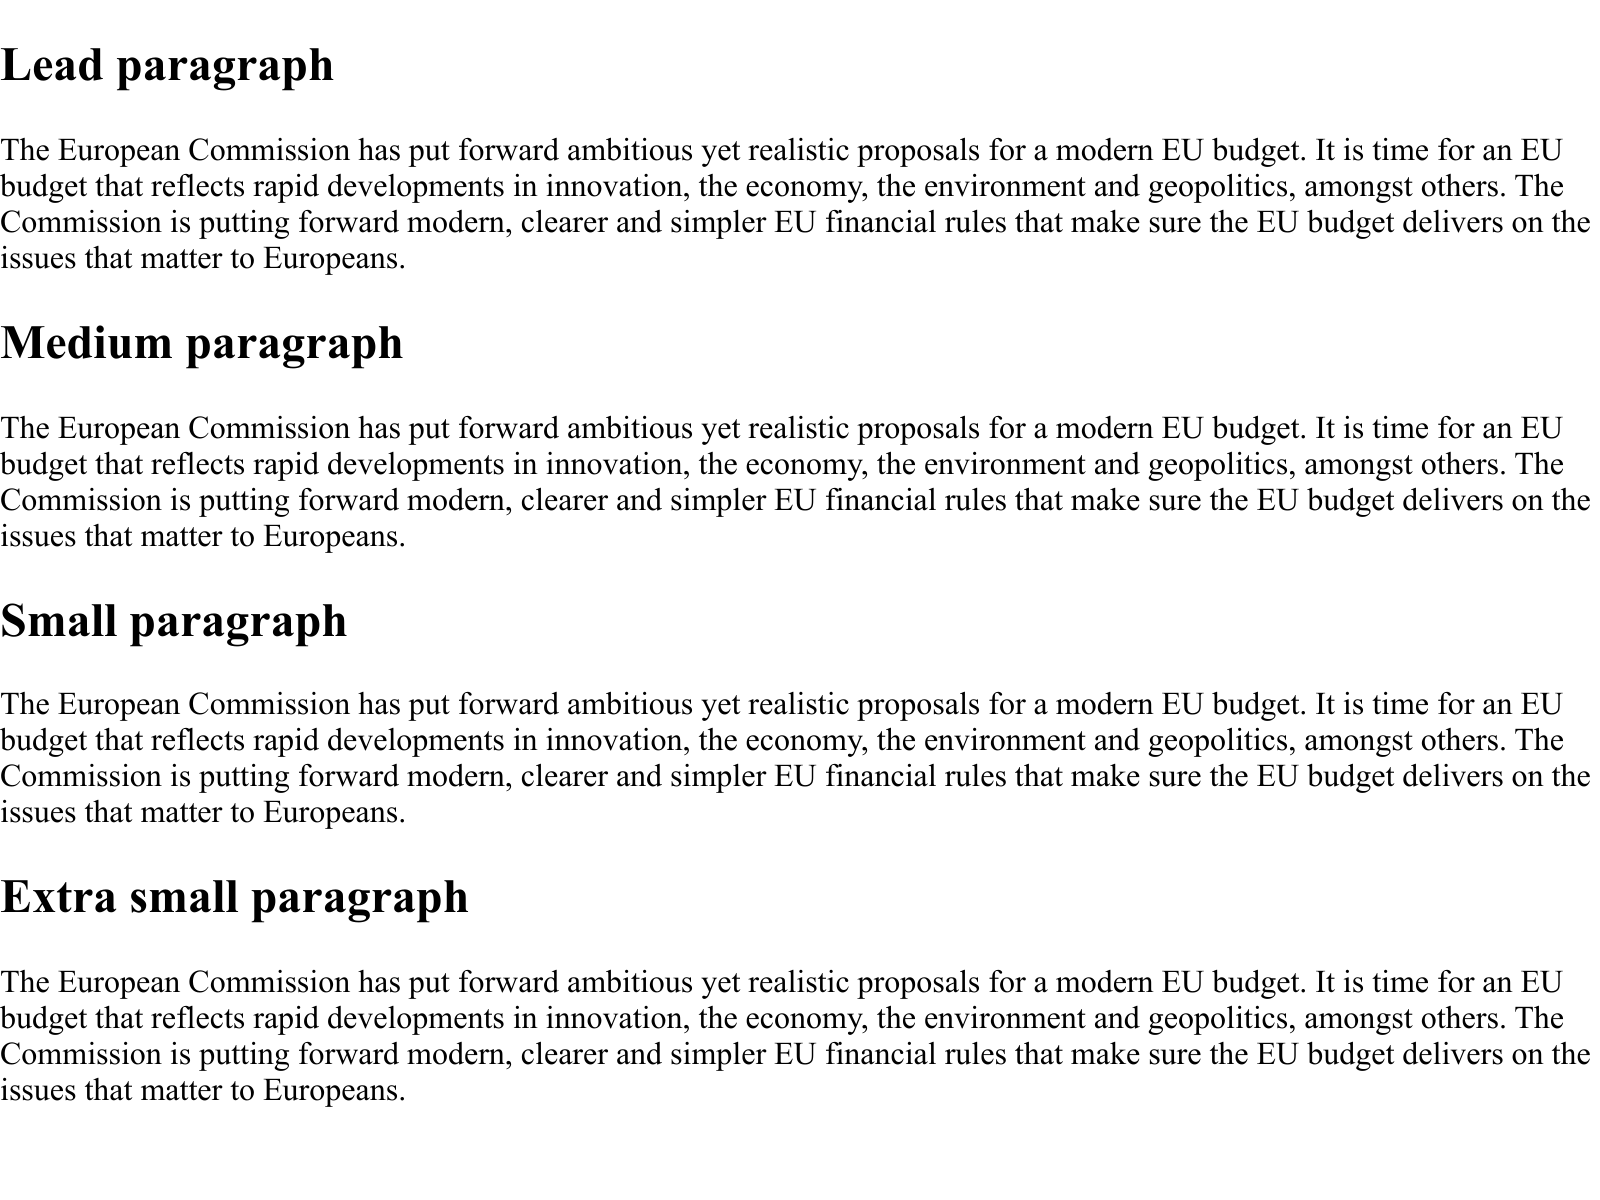 Lead paragraph
The European Commission has put forward ambitious yet realistic proposals for a modern EU budget. It is time for an EU
budget that reflects rapid developments in innovation, the economy, the environment and geopolitics, amongst others. The
Commission is putting forward modern, clearer and simpler EU financial rules that make sure the EU budget delivers on the
issues that matter to Europeans.
Medium paragraph
The European Commission has put forward ambitious yet realistic proposals for a modern EU budget. It is time for an EU
budget that reflects rapid developments in innovation, the economy, the environment and geopolitics, amongst others. The
Commission is putting forward modern, clearer and simpler EU financial rules that make sure the EU budget delivers on the
issues that matter to Europeans.
Small paragraph
The European Commission has put forward ambitious yet realistic proposals for a modern EU budget. It is time for an EU
budget that reflects rapid developments in innovation, the economy, the environment and geopolitics, amongst others. The
Commission is putting forward modern, clearer and simpler EU financial rules that make sure the EU budget delivers on the
issues that matter to Europeans.
Extra small paragraph
The European Commission has put forward ambitious yet realistic proposals for a modern EU budget. It is time for an EU
budget that reflects rapid developments in innovation, the economy, the environment and geopolitics, amongst others. The
Commission is putting forward modern, clearer and simpler EU financial rules that make sure the EU budget delivers on the
issues that matter to Europeans.